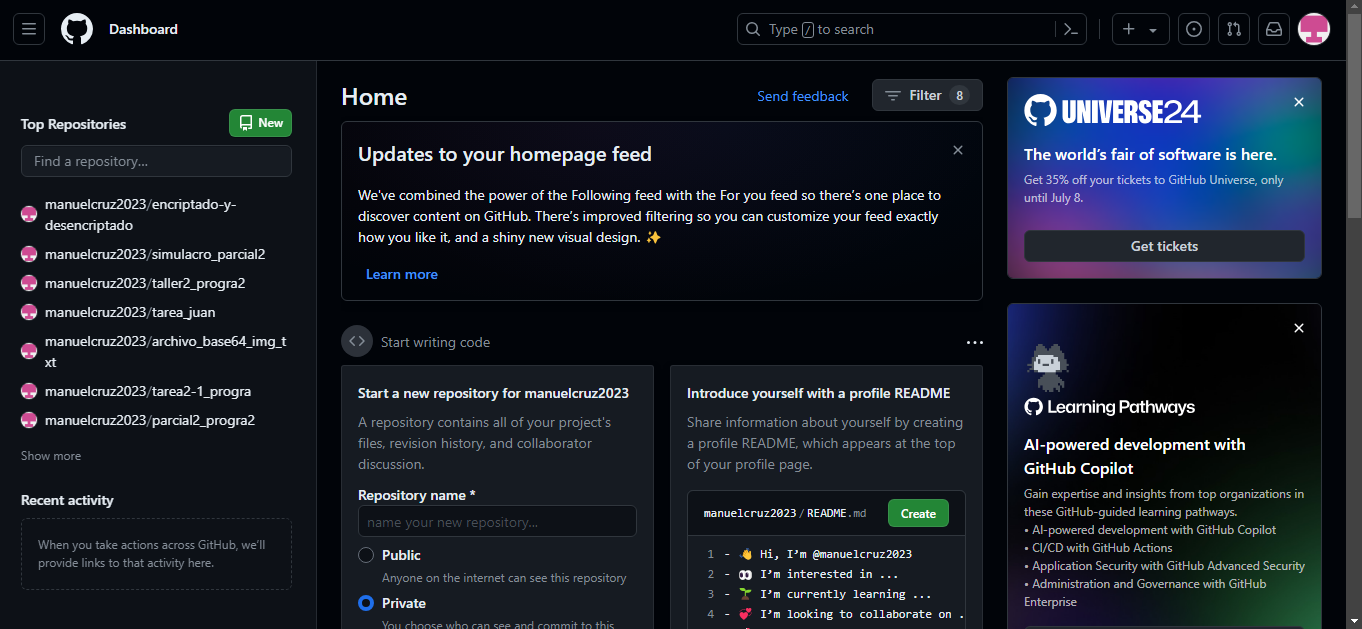 Dashboard
Type / to search
Top Repositories
New
Find a repository...
manuelcruz2023/encriptado-y-
desencriptado
manuelcruz2023/simulacro_parcial2
manuelcruz2023/taller2_progra2
manuelcruz2023/tarea_juan
manuelcruz2023/archivo_base64_img_t
xt
manuelcruz2023/tarea2-1_progra
manuelcruz2023/parcial2_progra2
Show more
Recent activity
When you take actions across GitHub, we’ll
provide links to that activity here.
Home
Send feedback
Filter 8
Updates to your homepage feed
We've combined the power of the Following feed with the For you feed so there’s one place to
discover content on GitHub. There’s improved filtering so you can customize your feed exactly
how you like it, and a shiny new visual design. ✨
Learn more
Start writing code
Start a new repository for manuelcruz2023
A repository contains all of your project's
files, revision history, and collaborator
discussion.
Repository name *
name your new repository...
Public
Anyone on the internet can see this repository
Private
You choose who can see and commit to this
Introduce yourself with a profile README
Share information about yourself by creating
a profile README, which appears at the top
of your profile page.
manuelcruz2023 / README.md
Create
1 - 👋 Hi, I’m @manuelcruz2023
2 - 👀 I’m interested in ...
3 - 🌱 I’m currently learning ...
4 - 💞️ I’m looking to collaborate on .
UNIVERSE24
The world’s fair of software is here.
Get 35% off your tickets to GitHub Universe, only
until July 8.
Get tickets
Learning Pathways
AI-powered development with
GitHub Copilot
Gain expertise and insights from top organizations in
these GitHub-guided learning pathways.
• AI-powered development with GitHub Copilot
• CI/CD with GitHub Actions
• Application Security with GitHub Advanced Security
• Administration and Governance with GitHub
Enterprise